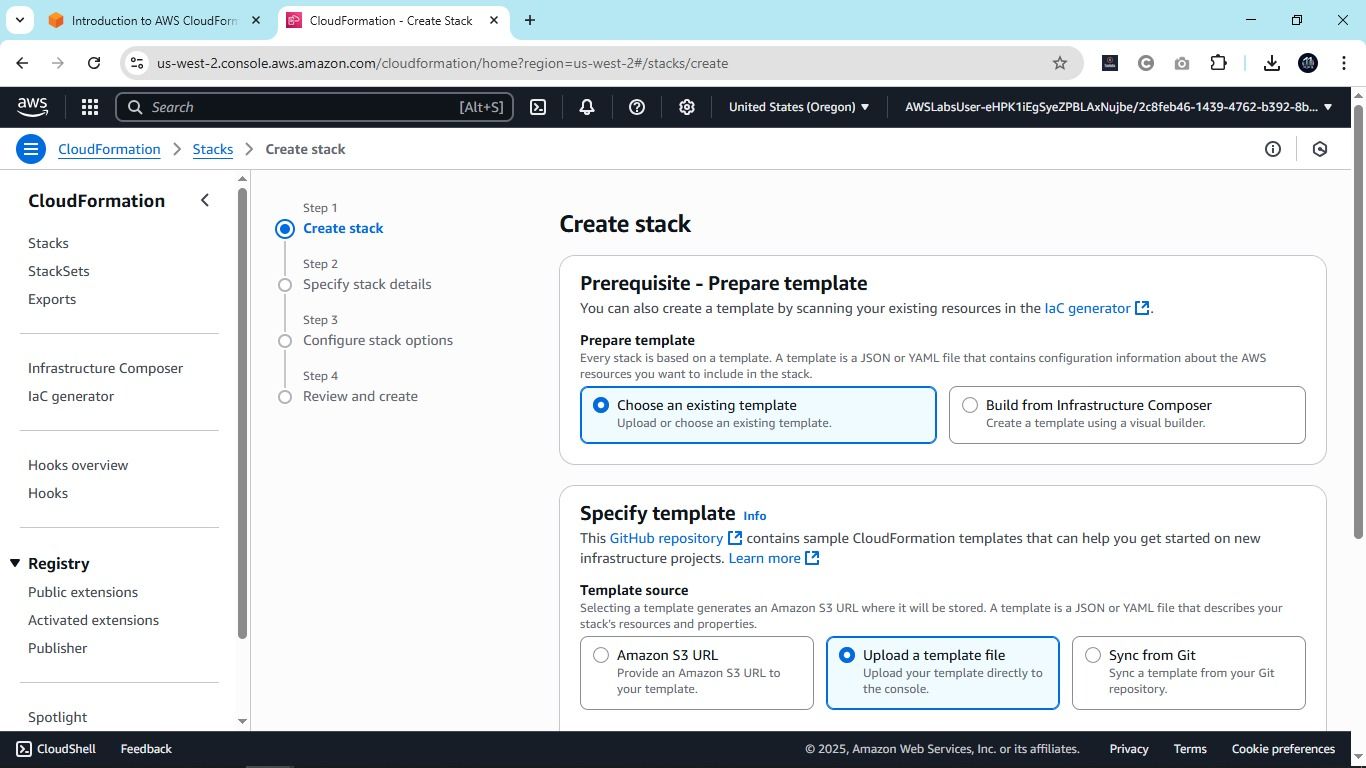 Introduction to AWS CloudForn
CloudFormation - Create Stack
us-west-2.console.aws.amazon.com/cloudformation/home?region=us-west-2#/stacks/create
aws
Search
[Alt+S]
United States (Oregon)
AWSLabsUser-eHPK1iEgSyeZPBLAxNujbe/2c8feb46-1439-4762-b392-8b...
CloudFormation
Stacks
Create stack
CloudFormation
Stacks
StackSets
Exports
Infrastructure Composer
IaC generator
Hooks overview
Hooks
Registry
Public extensions
Activated extensions
Publisher
Spotlight
Step 1
Create stack
Step 2
Specify stack details
Step 3
Configure stack options
Step 4
Review and create
Create stack
Prerequisite - Prepare template
You can also create a template by scanning your existing resources in the IaC generator.
Prepare template
Every stack is based on a template. A template is a JSON or YAML file that contains configuration information about the AWS
resources you want to include in the stack.
Choose an existing template
Upload or choose an existing template.
Build from Infrastructure Composer
Create a template using a visual builder.
Specify template Info
This GitHub repository contains sample CloudFormation templates that can help you get started on new
infrastructure projects. Learn more
Template source
Selecting a template generates an Amazon S3 URL where it will be stored. A template is a JSON or YAML file that describes your
stack's resources and properties.
Amazon S3 URL
Provide an Amazon S3 URL to
your template.
Upload a template file
Upload your template directly to
the console.
Sync from Git
Sync a template from your Git
repository.
CloudShell
Feedback
© 2025, Amazon Web Services, Inc. or its affiliates.
Privacy
Terms
Cookie preferences